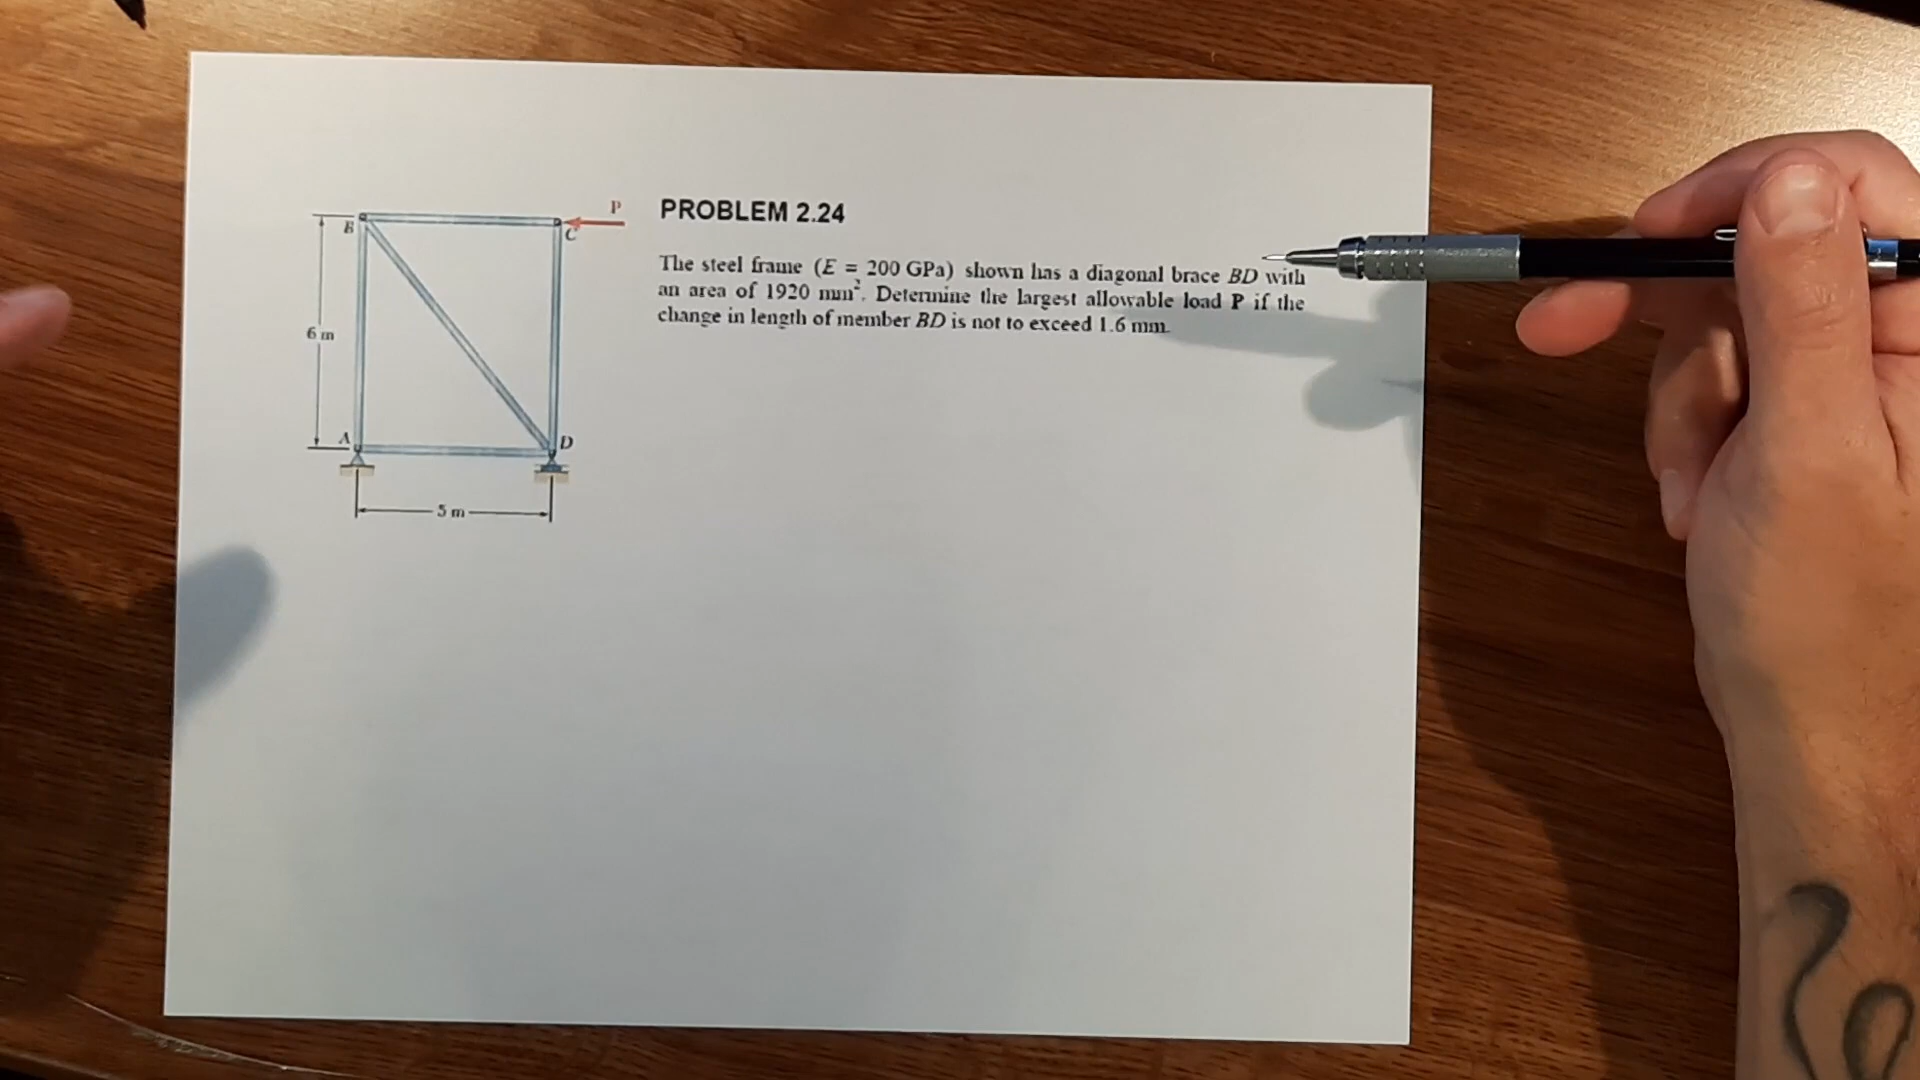 PROBLEM 2.24
The steel frame (E = 200 GPa) shown has a diagonal brace BD with
an area of 1920 mm². Determine the largest allowable load P if the
change in length of member BD is not to exceed 1.6 mm.
P
B
C
6 m
A
D
5 m